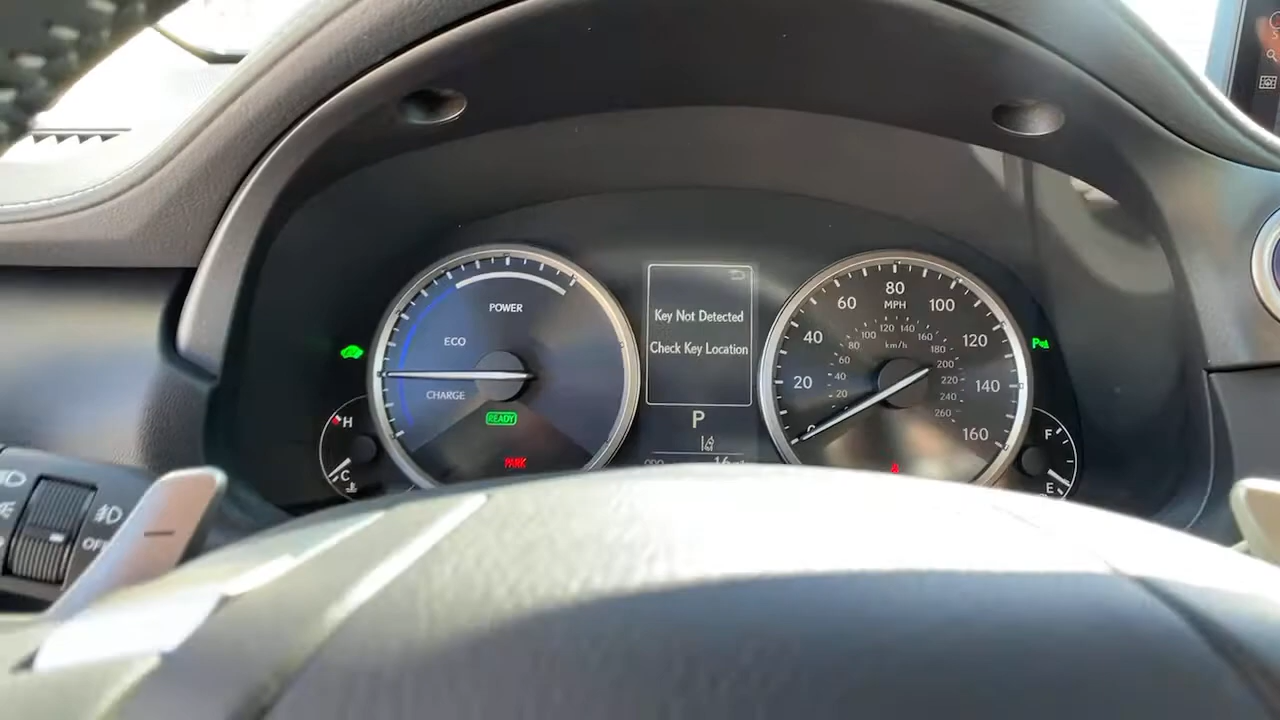 POWER
ECO
CHARGE
READY
PARK
H
C
Key Not Detected
Check Key Location
P
80
MPH
60
100
40
120
20
140
160
120 140
100
160
80
180
km/h
60
200
40
220
20
240
260
F
E
OFF